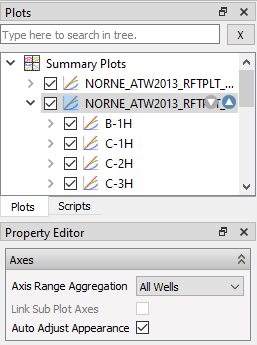 Plots
Type here to search in tree.
X
Summary Plots
NORNE_ATW2013_RFTPLT_...
NORNE_ATW2013_RFTPLT_
B-1H
C-1H
C-2H
C-3H
Plots Scripts
Property Editor
Axes
Axis Range Aggregation All Wells
Link Sub Plot Axes
Auto Adjust Appearance